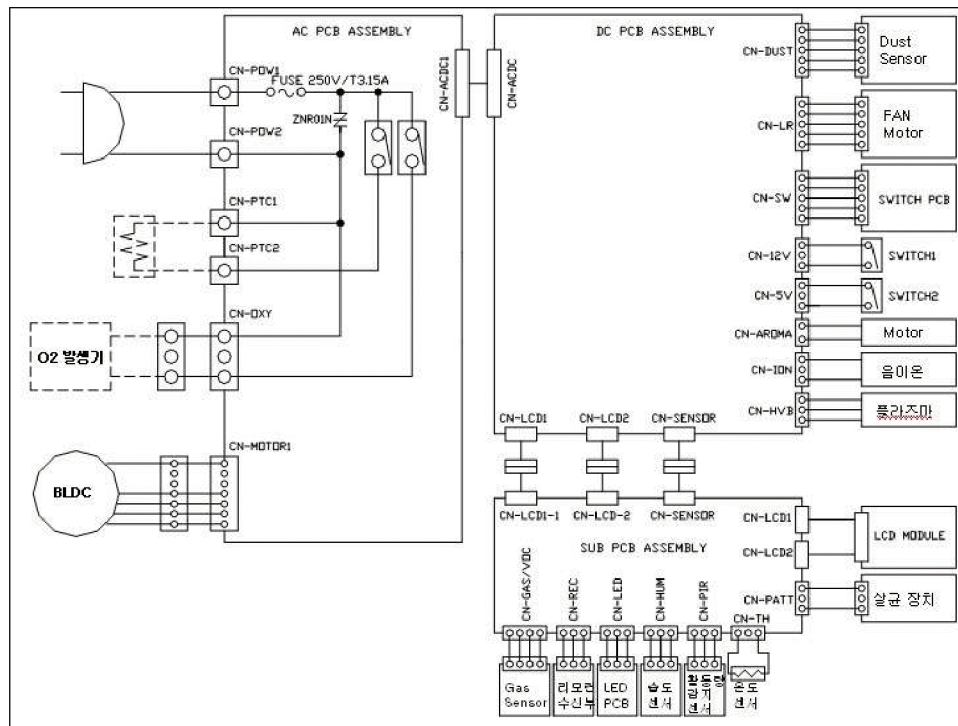 AC PCB ASSEMBLY
CN-POW1
FUSE 250V/T3.15A
ZNR01N
CN-POW2
CN-PTC1
CN-PTC2
CN-OXY
O2 발생기
CN-MOTOR1
BLDC
CN-ACDC1
CN-ACDC
DC PCB ASSEMBLY
CN-DUST
Dust
Sensor
CN-LR
FAN
Motor
CN-SW
SWITCH PCB
CN-12V
SWITCH1
CN-5V
SWITCH2
CN-AROMA
Motor
CN-ION
음이온
CN-HVB
플라즈마
CN-LCD1
CN-LCD2
CN-SENSOR
CN-LCD1-1
CN-LCD-2
CN-SENSOR
SUB PCB ASSEMBLY
CN-LCD1
CN-LCD2
LCD MODULE
CN-PATT
살균 장치
CN-GAS/VOC
CN-REC
CN-LED
CN-HUM
CN-PIR
CN-TH
Gas
Sensor
리모컨
수신부
LED
PCB
습도
센서
활동량
감지
센서
온도
센서